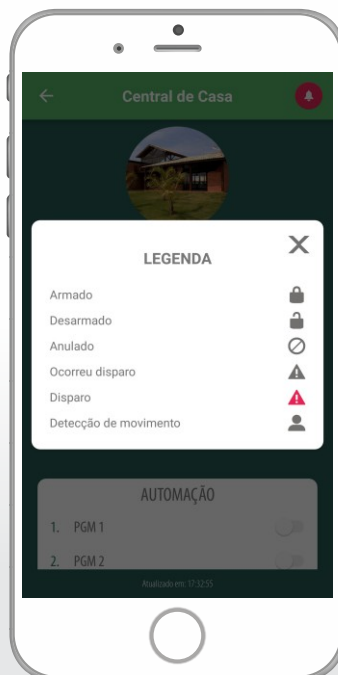 Central de Casa
LEGENDA
Armado
Desarmado
Anulado
Ocorreu disparo
Disparo
Detecção de movimento
AUTOMAÇÃO
1. PGM 1
2. PGM 2
Atualizado em: 17:32:55